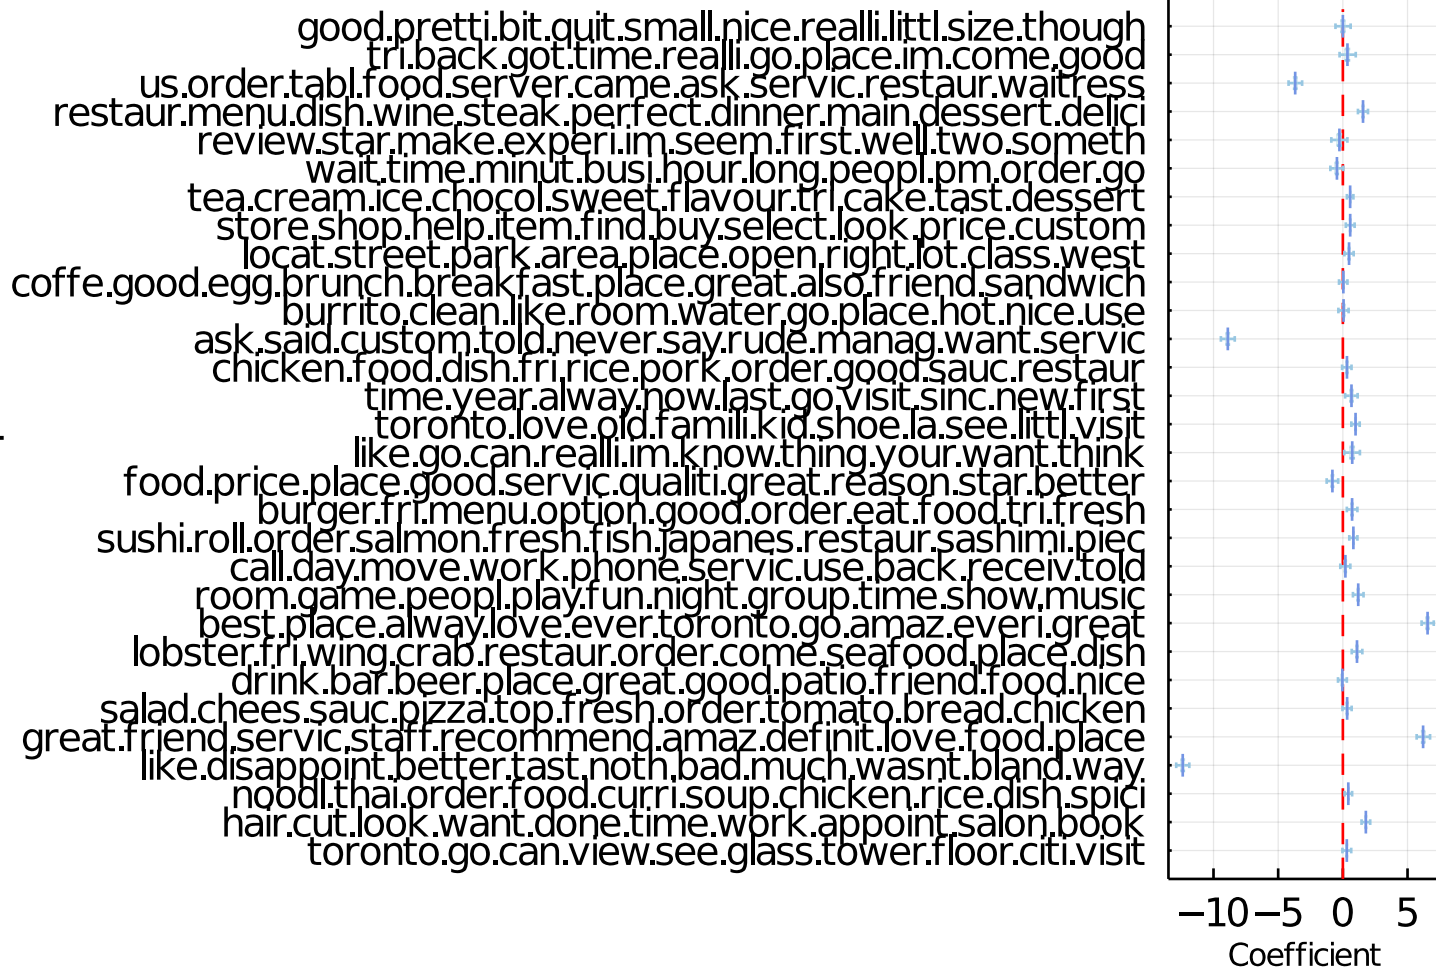 good.pretti.bit.quit.small.nice.realli.littl.size.though
tri.back.got.time.realli.go.place.im.come.good
us.order.tabl.food.server.came.ask.servic.restaur.waitress
restaur.menu.dish.wine.steak.perfect.dinner.main.dessert.delici
review.star.make.experi.im.seem.first.well.two.someth
wait.time.minut.busi.hour.long.peopl.pm.order.go
tea.cream.ice.chocol.sweet.flavour.tri.cake.tast.dessert
store.shop.help.item.find.buy.select.look.price.custom
locat.street.park.area.place.open.right.lot.class.west
coffe.good.egg.brunch.breakfast.place.great.also.friend.sandwich
burrito.clean.like.room.water.go.place.hot.nice.use
ask.said.custom.told.never.say.rude.manag.want.servic
chicken.food.dish.fri.rice.pork.order.good.sauc.restaur
time.year.alway.now.last.go.visit.sinc.new.first
toronto.love.old.famili.kid.shoe.la.see.littl.visit
like.go.can.realli.im.know.thing.your.want.think
food.price.place.good.servic.qualiti.great.reason.star.better
burger.fri.menu.option.good.order.eat.food.tri.fresh
sushi.roll.order.salmon.fresh.fish.japanes.restaur.sashimi.piec
call.day.move.work.phone.servic.use.back.receiv.told
room.game.peopl.play.fun.night.group.time.show.music
best.place.alway.love.ever.toronto.go.amaz.everi.great
lobster.fri.wing.crab.restaur.order.come.seafood.place.dish
drink.bar.beer.place.great.good.patio.friend.food.nice
salad.chees.sauc.pizza.top.fresh.order.tomato.bread.chicken
great.friend.servic.staff.recommend.amaz.definit.love.food.place
like.disappoint.better.tast.noth.bad.much.wasnt.bland.way
noodl.thai.order.food.curri.soup.chicken.rice.dish.spici
hair.cut.look.want.done.time.work.appoint.salon.book
toronto.go.can.view.see.glass.tower.floor.citi.visit
−10 −5 0 5
Coefficient